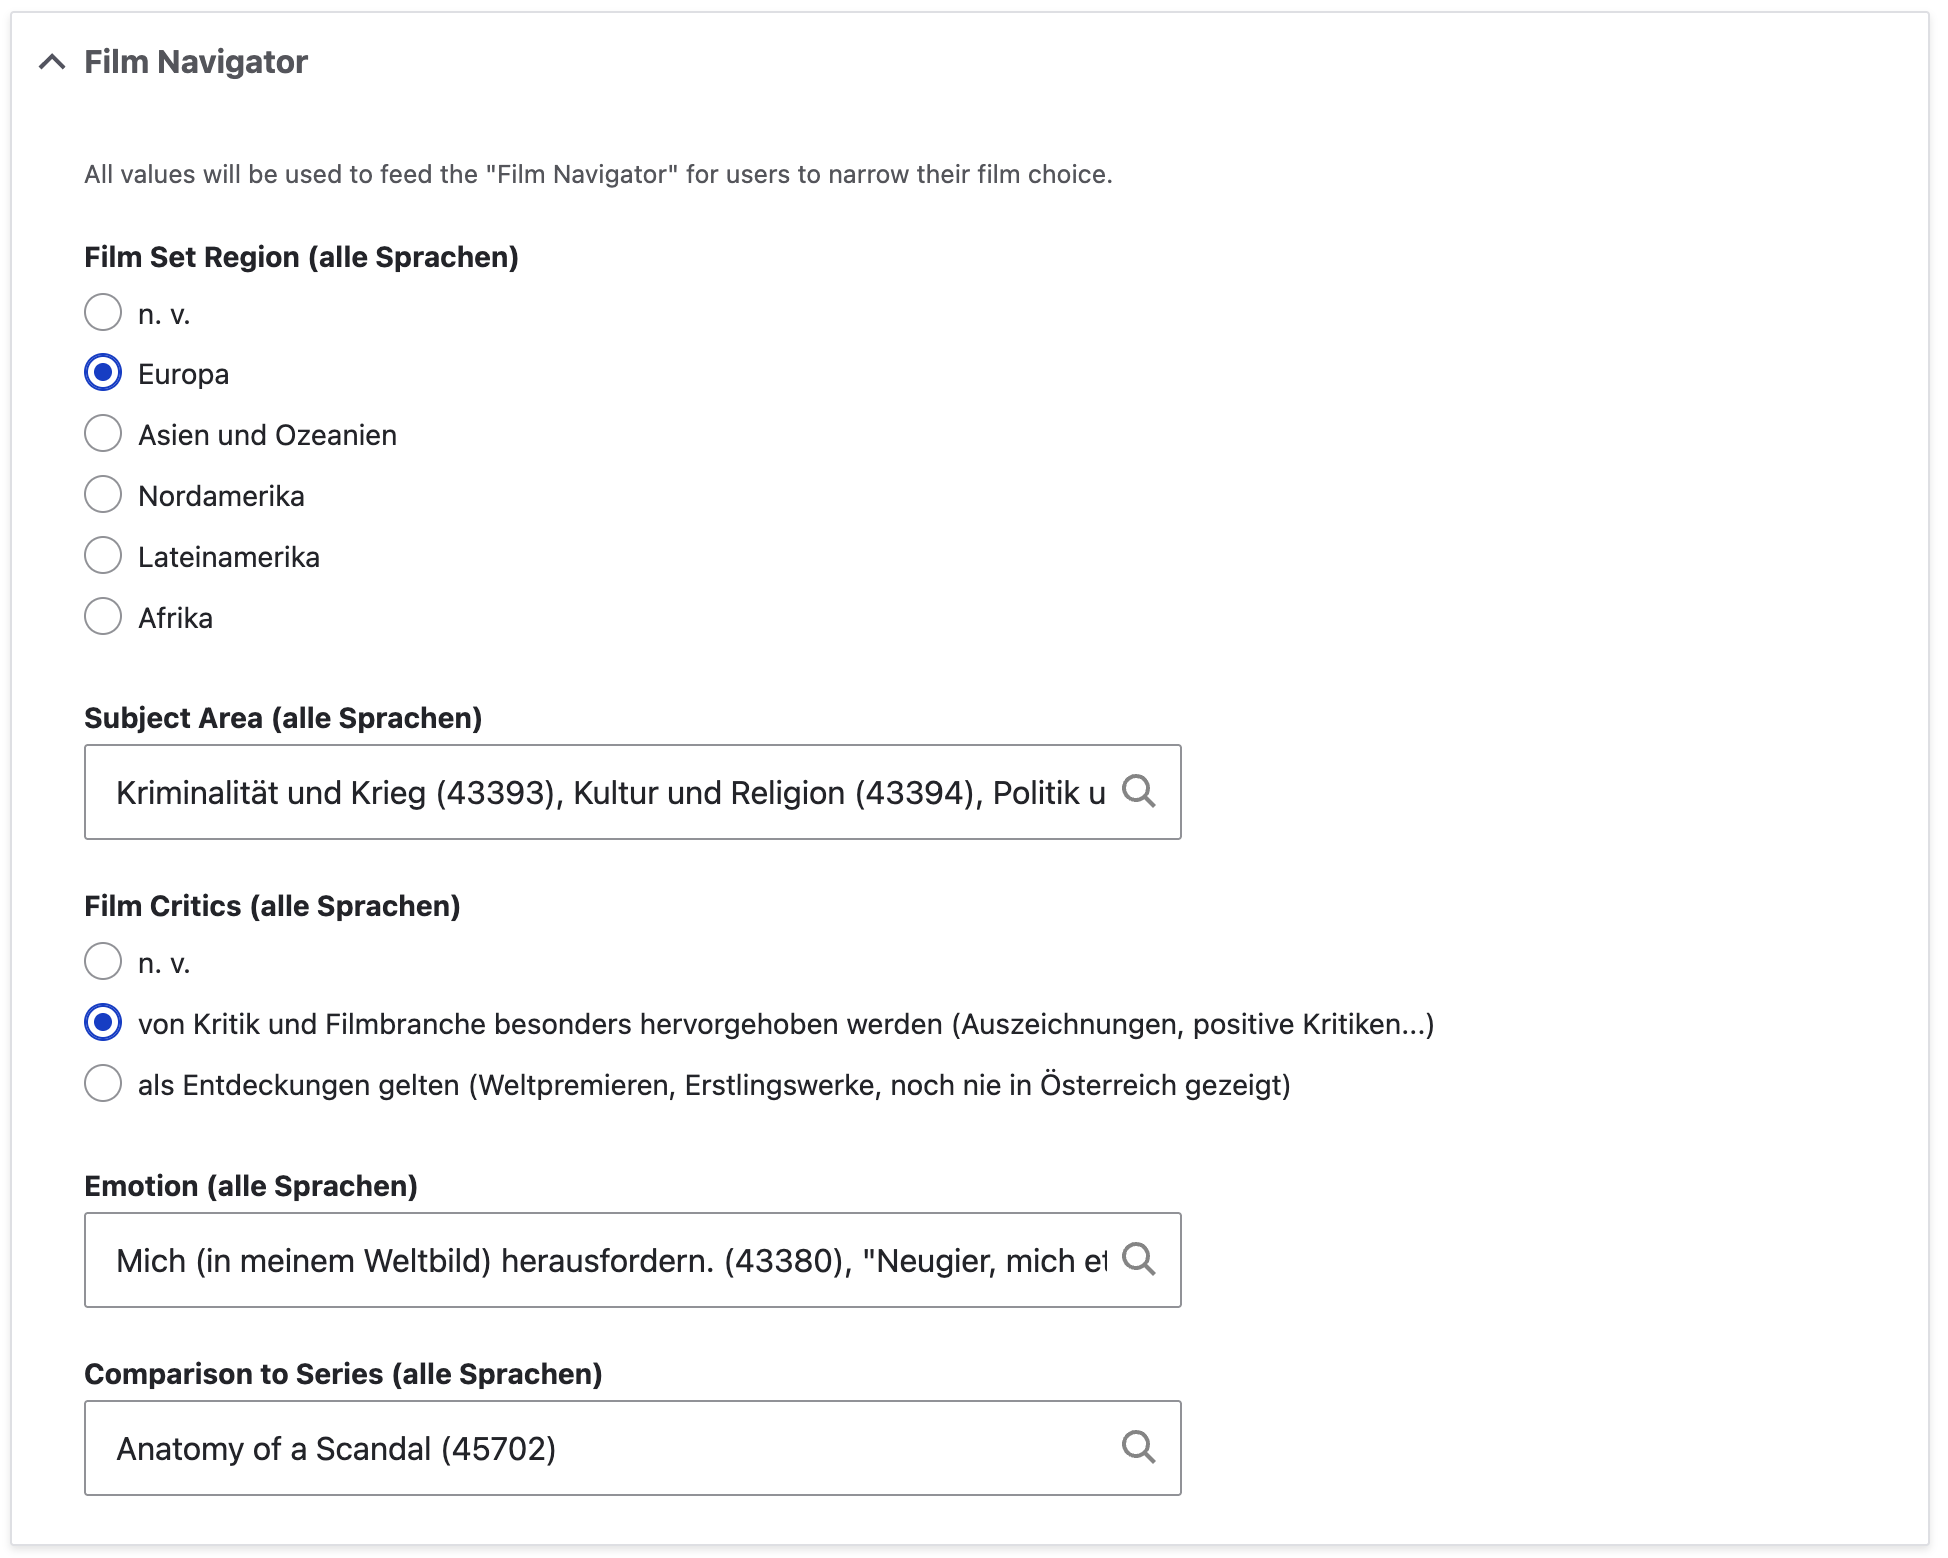 Film Navigator
All values will be used to feed the "Film Navigator" for users to narrow their film choice.
Film Set Region (alle Sprachen)
n. v.
Europa
Asien und Ozeanien
Nordamerika
Lateinamerika
Afrika
Subject Area (alle Sprachen)
Kriminalität und Krieg (43393), Kultur und Religion (43394), Politik u
Film Critics (alle Sprachen)
n. v.
von Kritik und Filmbranche besonders hervorgehoben werden (Auszeichnungen, positive Kritiken...)
als Entdeckungen gelten (Weltpremieren, Erstlingswerke, noch nie in Österreich gezeigt)
Emotion (alle Sprachen)
Mich (in meinem Weltbild) herausfordern. (43380), "Neugier, mich et
Comparison to Series (alle Sprachen)
Anatomy of a Scandal (45702)